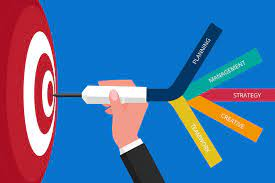 PLANNING
MANAGEMENT
STRATEGY
CREATIVE
TEAMWORK